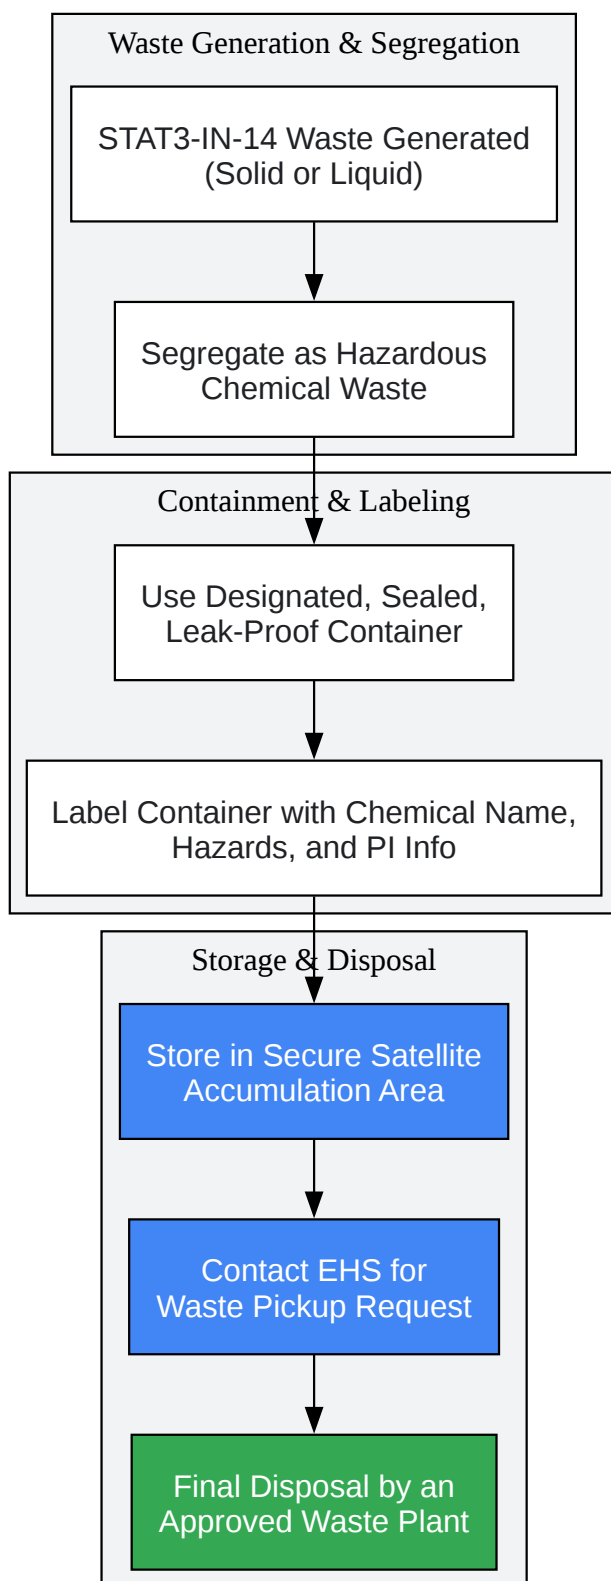 Waste Generation & Segregation
STAT3-IN-14 Waste Generated
(Solid or Liquid)
Segregate as Hazardous
Chemical Waste
Containment & Labeling
Use Designated, Sealed,
Leak-Proof Container
Label Container with Chemical Name,
Hazards, and PI Info
Storage & Disposal
Store in Secure Satellite
Accumulation Area
Contact EHS for
Waste Pickup Request
Final Disposal by an
Approved Waste Plant